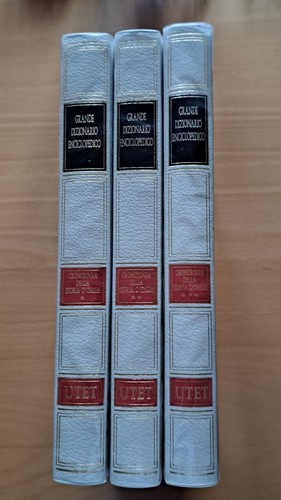 GRANDE
DIZIONARIO
ENCICLOPEDICO
CRONOLOGIA
DELLA
STORIA D'ITALIA
*
UTET
GRANDE
DIZIONARIO
ENCICLOPEDICO
CRONOLOGIA
DELLA
STORIA D'ITALIA
**
UTET
GRANDE
DIZIONARIO
ENCICLOPEDICO
CRONOLOGIA
DELLA
STORIA D'ITALIA
***
UTET